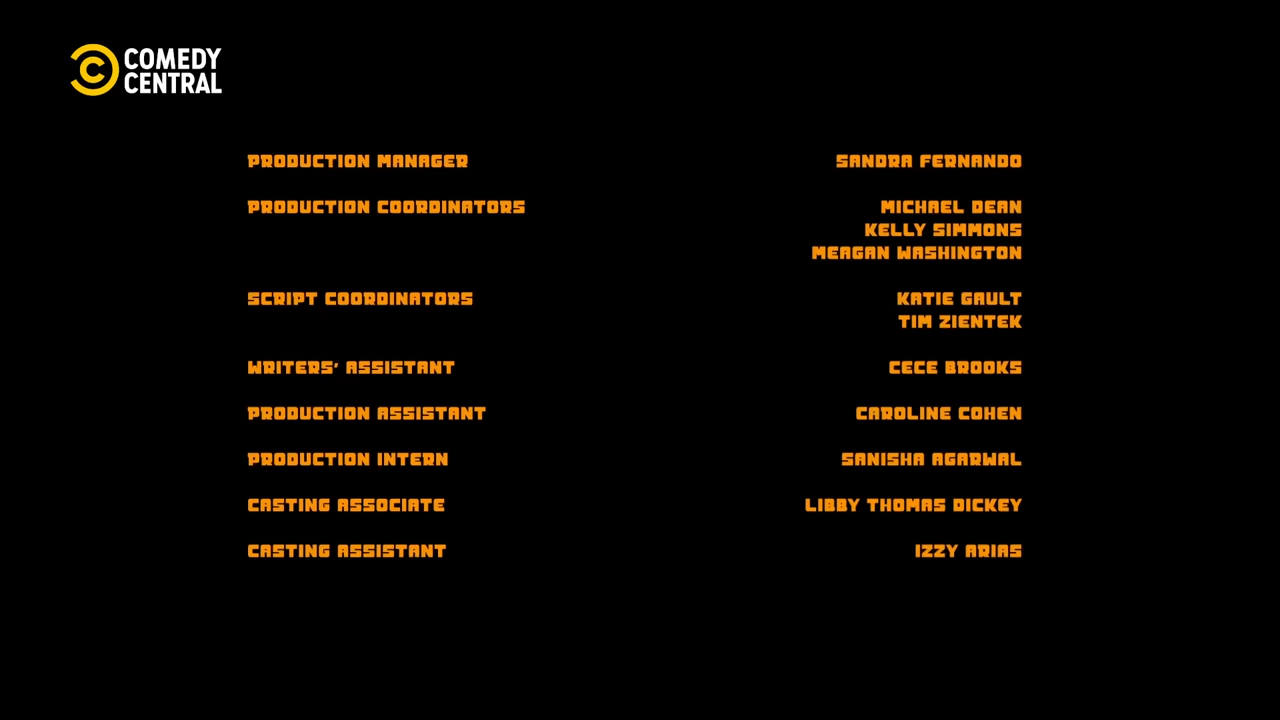 COMEDY
CENTRAL
PRODUCTION MANAGER SANDRA FERNANDO
PRODUCTION COORDINATORS MICHAEL DEAN
KELLY SIMMONS
MEAGAN WASHINGTON
SCRIPT COORDINATORS KATIE GAULT
TIM ZIENTEK
WRITERS' ASSISTANT CECE BROOKS
PRODUCTION ASSISTANT CAROLINE COHEN
PRODUCTION INTERN SANISHA AGARWAL
CASTING ASSOCIATE LIBBY THOMAS DICKEY
CASTING ASSISTANT IZZY ARIAS